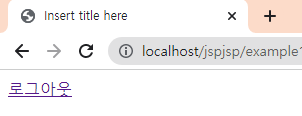 Insert title here
localhost/jspjsp/example
로그아웃